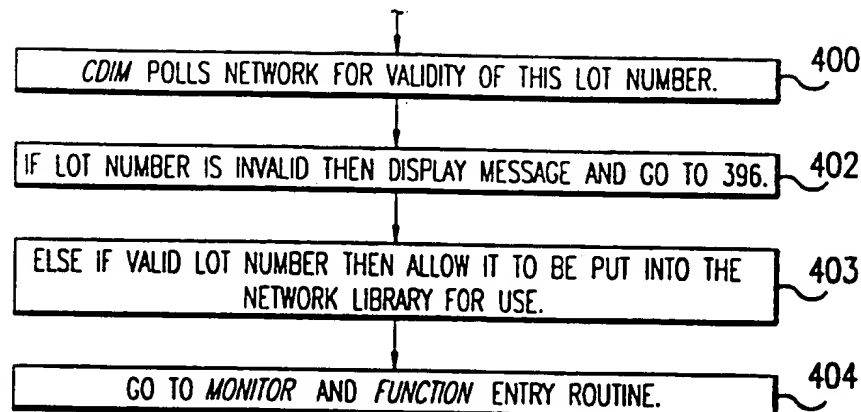 CDIM POLLS NETWORK FOR VALIDITY OF THIS LOT NUMBER.
400
IF LOT NUMBER IS INVALID THEN DISPLAY MESSAGE AND GO TO 396.
402
ELSE IF VALID LOT NUMBER THEN ALLOW IT TO BE PUT INTO THE
NETWORK LIBRARY FOR USE.
403
GO TO MONITOR AND FUNCTION ENTRY ROUTINE.
404